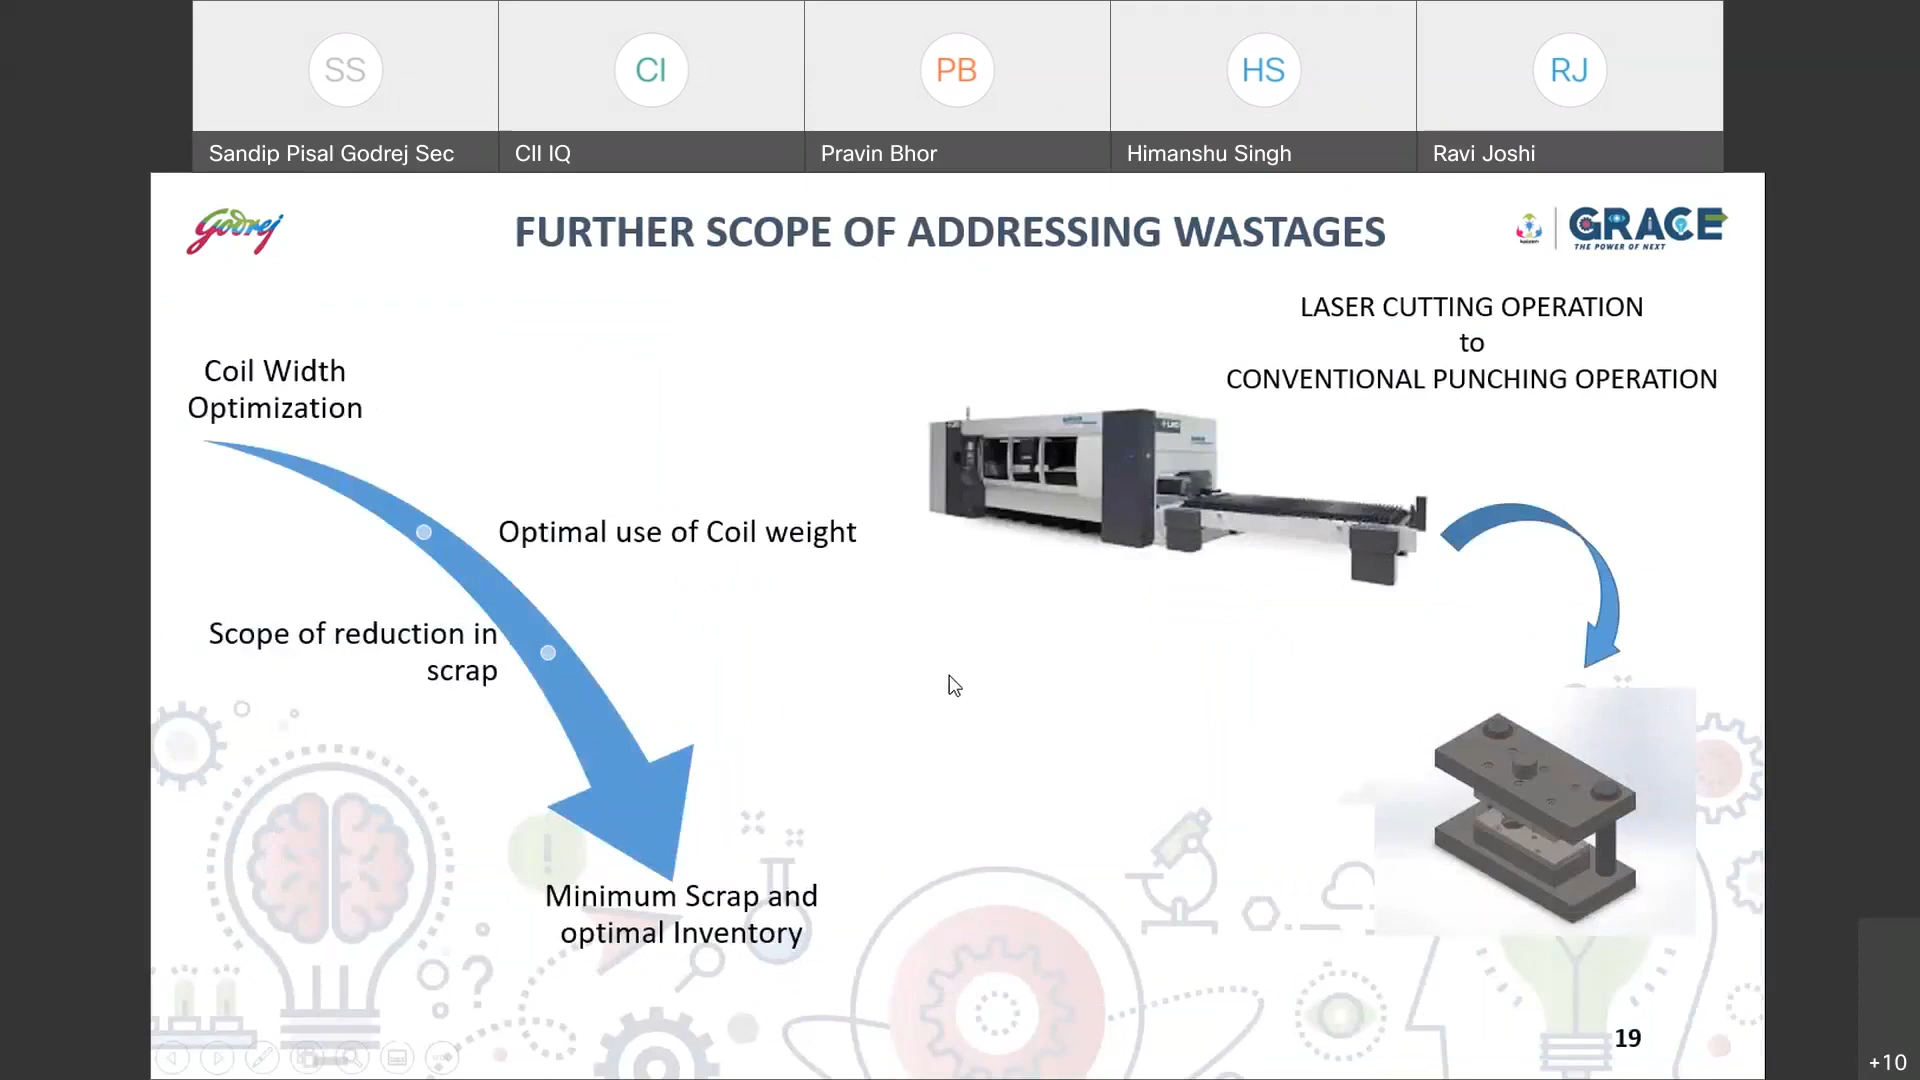 SS
CI
PB
HS
RJ
Sandip Pisal Godrej Sec
CII IQ
Pravin Bhor
Himanshu Singh
Ravi Joshi
Godrej
FURTHER SCOPE OF ADDRESSING WASTAGES
kaizen
GRACE
THE POWER OF NEXT
LASER CUTTING OPERATION
to
CONVENTIONAL PUNCHING OPERATION
Coil Width
Optimization
Optimal use of Coil weight
Scope of reduction in
scrap
Minimum Scrap and
optimal Inventory
19
+10